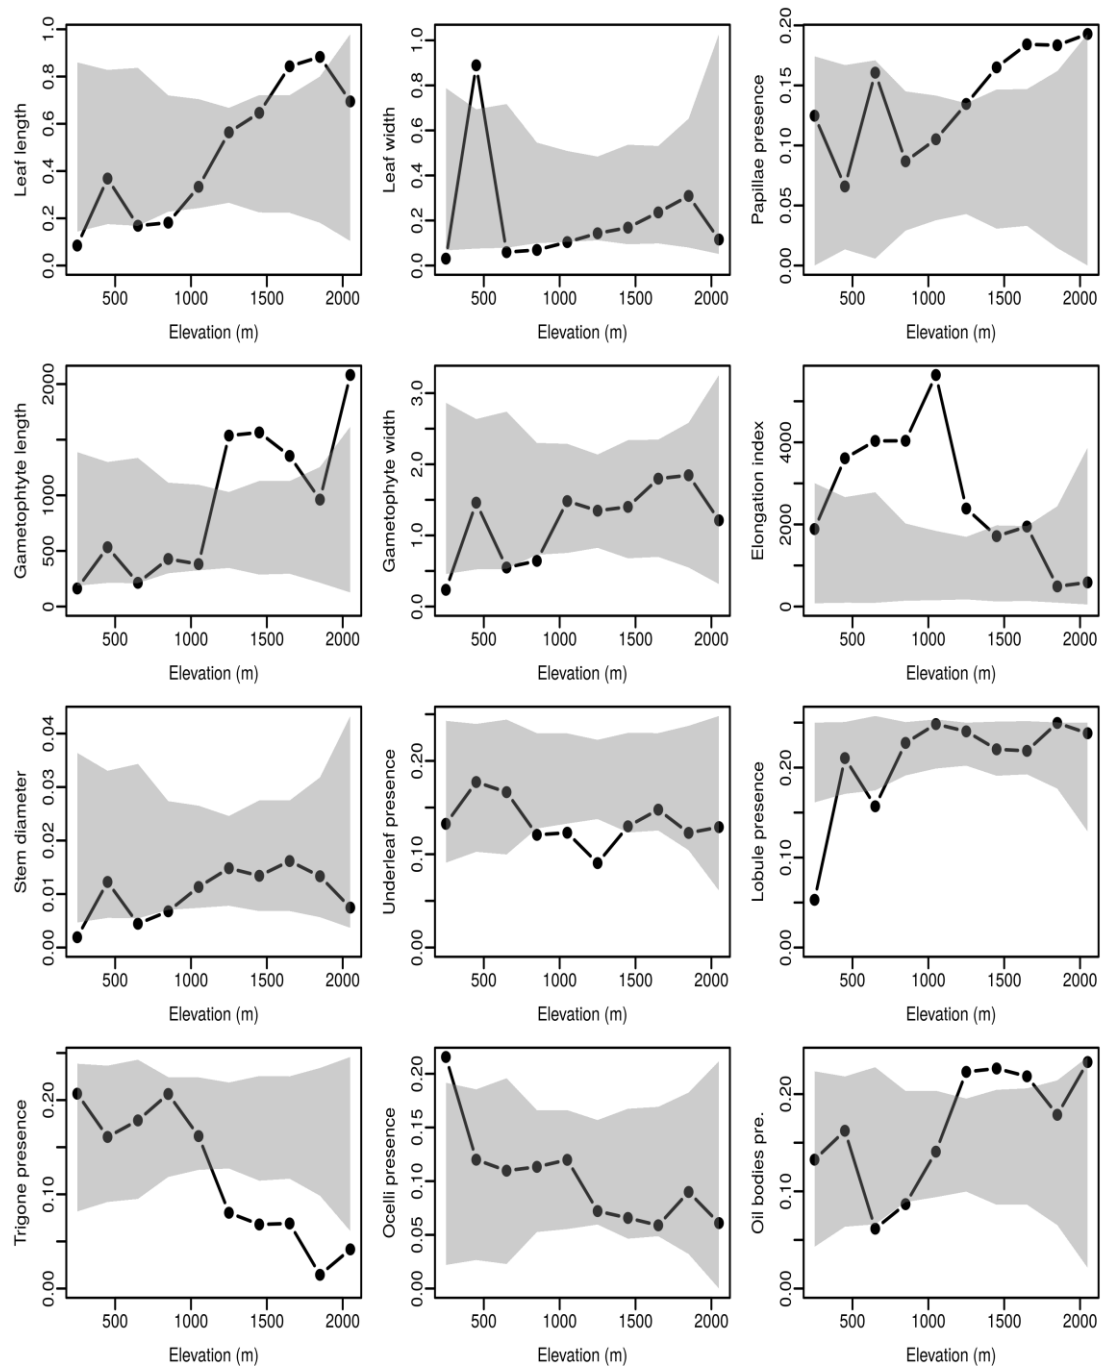 Leaf length
0.0 0.2 0.4 0.6 0.8 1.0
500 1000 1500 2000
Elevation (m)
Leaf width
0.0 0.2 0.4 0.6 0.8 1.0
500 1000 1500 2000
Elevation (m)
Papillae presence
0.00 0.05 0.10 0.15 0.20
500 1000 1500 2000
Elevation (m)
Gametophtyte length
0 500 1000 2000
500 1000 1500 2000
Elevation (m)
Gametophyte width
0.0 1.0 2.0 3.0
500 1000 1500 2000
Elevation (m)
Elongation index
0 2000 4000
500 1000 1500 2000
Elevation (m)
Stem diameter
0.00 0.01 0.02 0.03 0.04
500 1000 1500 2000
Elevation (m)
Underleaf presence
0.00 0.10 0.20
500 1000 1500 2000
Elevation (m)
Lobule presence
0.00 0.10 0.20
500 1000 1500 2000
Elevation (m)
Trigone presence
0.00 0.10 0.20
500 1000 1500 2000
Elevation (m)
Ocelli presence
0.00 0.05 0.10 0.15 0.20
500 1000 1500 2000
Elevation (m)
Oil bodies pre.
0.00 0.10 0.20
500 1000 1500 2000
Elevation (m)